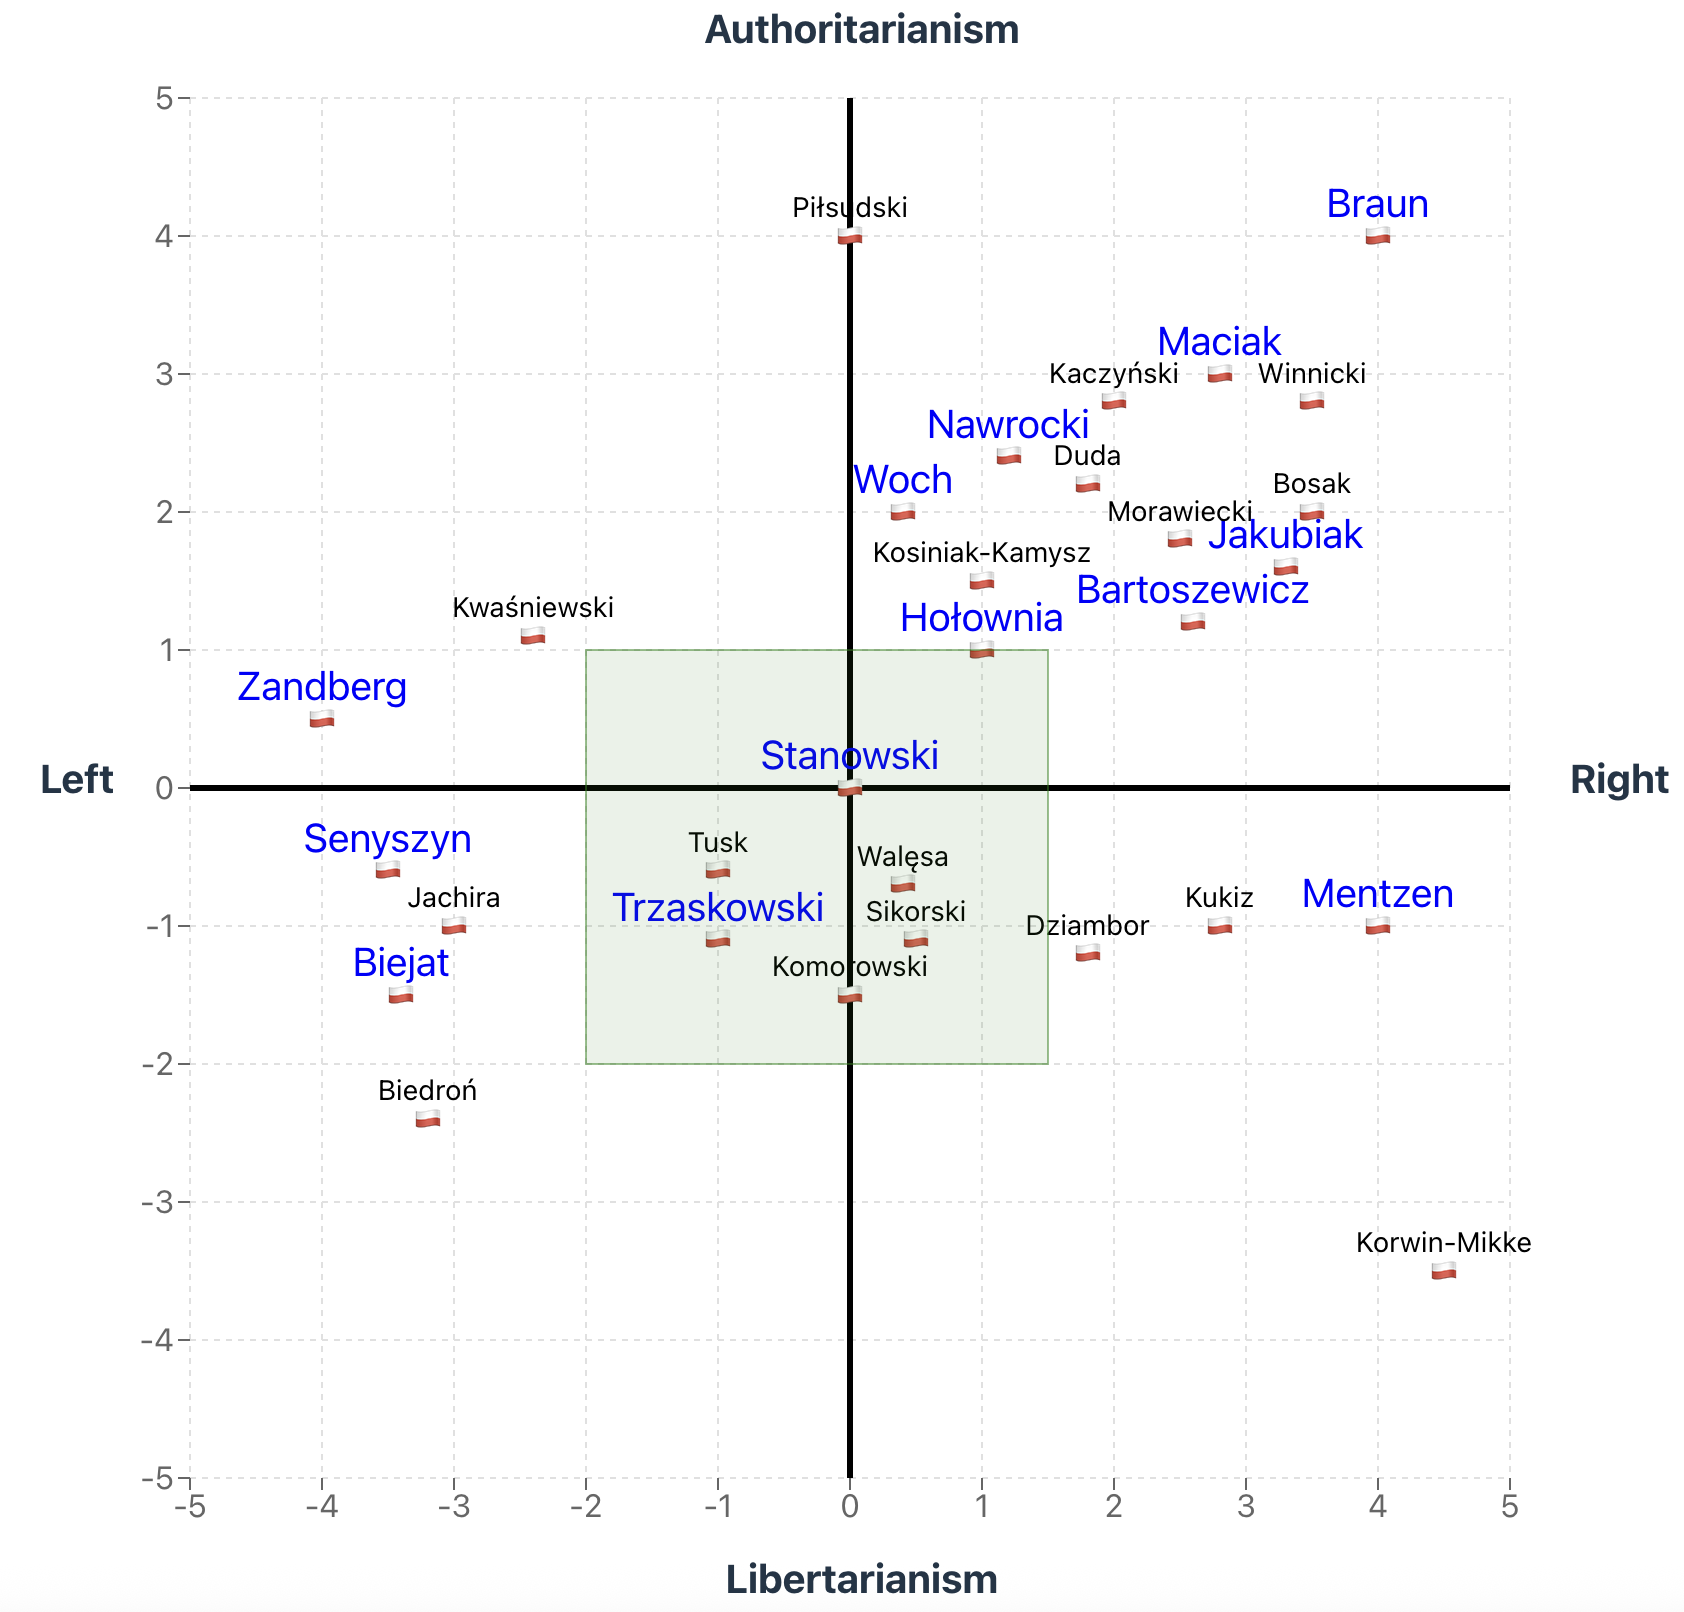 Authoritarianism
5
Piłsudski
Braun
4
Maciak
3
Kaczyński
Winnicki
Nawrocki
Duda
Woch
Bosak
2
Morawiecki
Jakubiak
Kosiniak-Kamysz
Bartoszewicz
Kwaśniewski
Hołownia
1
Zandberg
Stanowski
Left
0
Right
Senyszyn
Tusk
Walęsa
Jachira
Trzaskowski
Sikorski
Kukiz
Mentzen
-1
Dziambor
Biejat
Komorowski
-2
Biedroń
-3
Korwin-Mikke
-4
-5
-5 -4 -3 -2 -1 0 1 2 3 4 5
Libertarianism